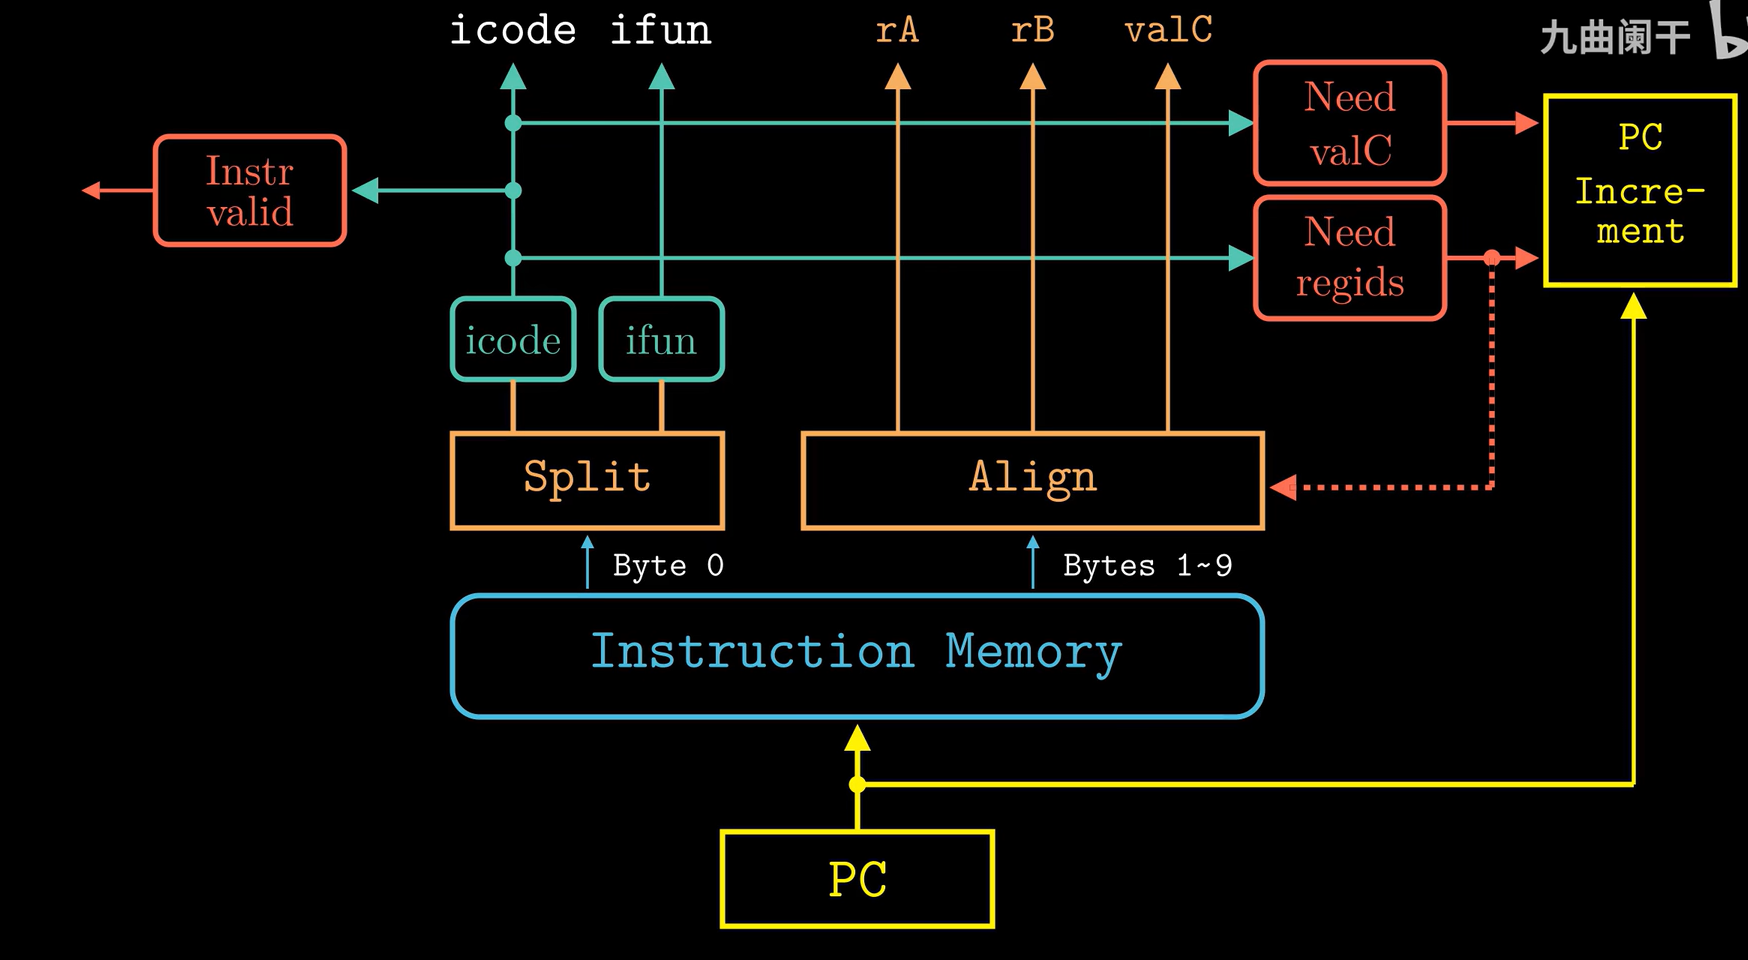 icode ifun rA rB valC
九曲阑干
Need
valC
PC
Incre-
ment
Instr
valid
Need
regids
icode ifun
Split
Align
Byte 0
Bytes 1~9
Instruction Memory
PC